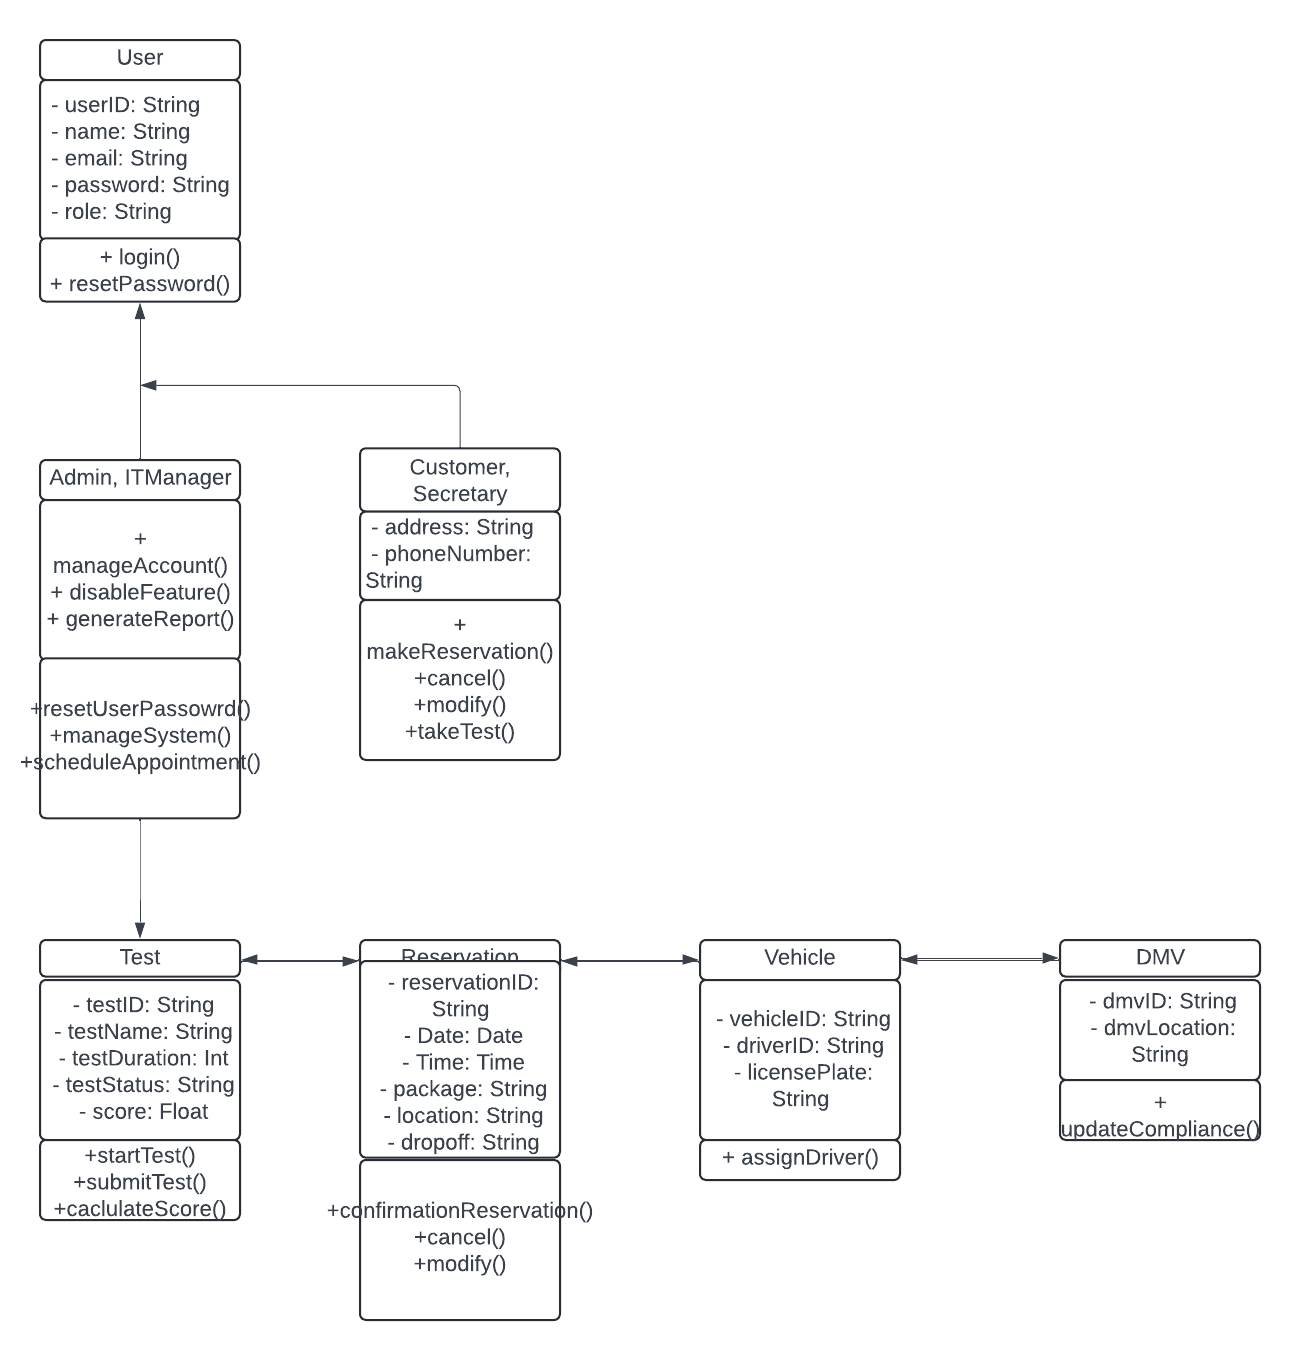 User
- userID: String
- name: String
- email: String
- password: String
- role: String
+ login()
+ resetPassword()
Admin, ITManager
+
manageAccount()
+ disableFeature()
+ generateReport()
+resetUserPassowrd()
+manageSystem()
+scheduleAppointment()
Customer,
Secretary
- address: String
- phoneNumber:
String
+
makeReservation()
+cancel()
+modify()
+takeTest()
Test
- testID: String
- testName: String
- testDuration: Int
- testStatus: String
- score: Float
+startTest()
+submitTest()
+caclulateScore()
Reservation
- reservationID:
String
- Date: Date
- Time: Time
- package: String
- location: String
- dropoff: String
+confirmationReservation()
+cancel()
+modify()
Vehicle
- vehicleID: String
- driverID: String
- licensePlate:
String
+ assignDriver()
DMV
- dmvID: String
- dmvLocation:
String
+
updateCompliance()